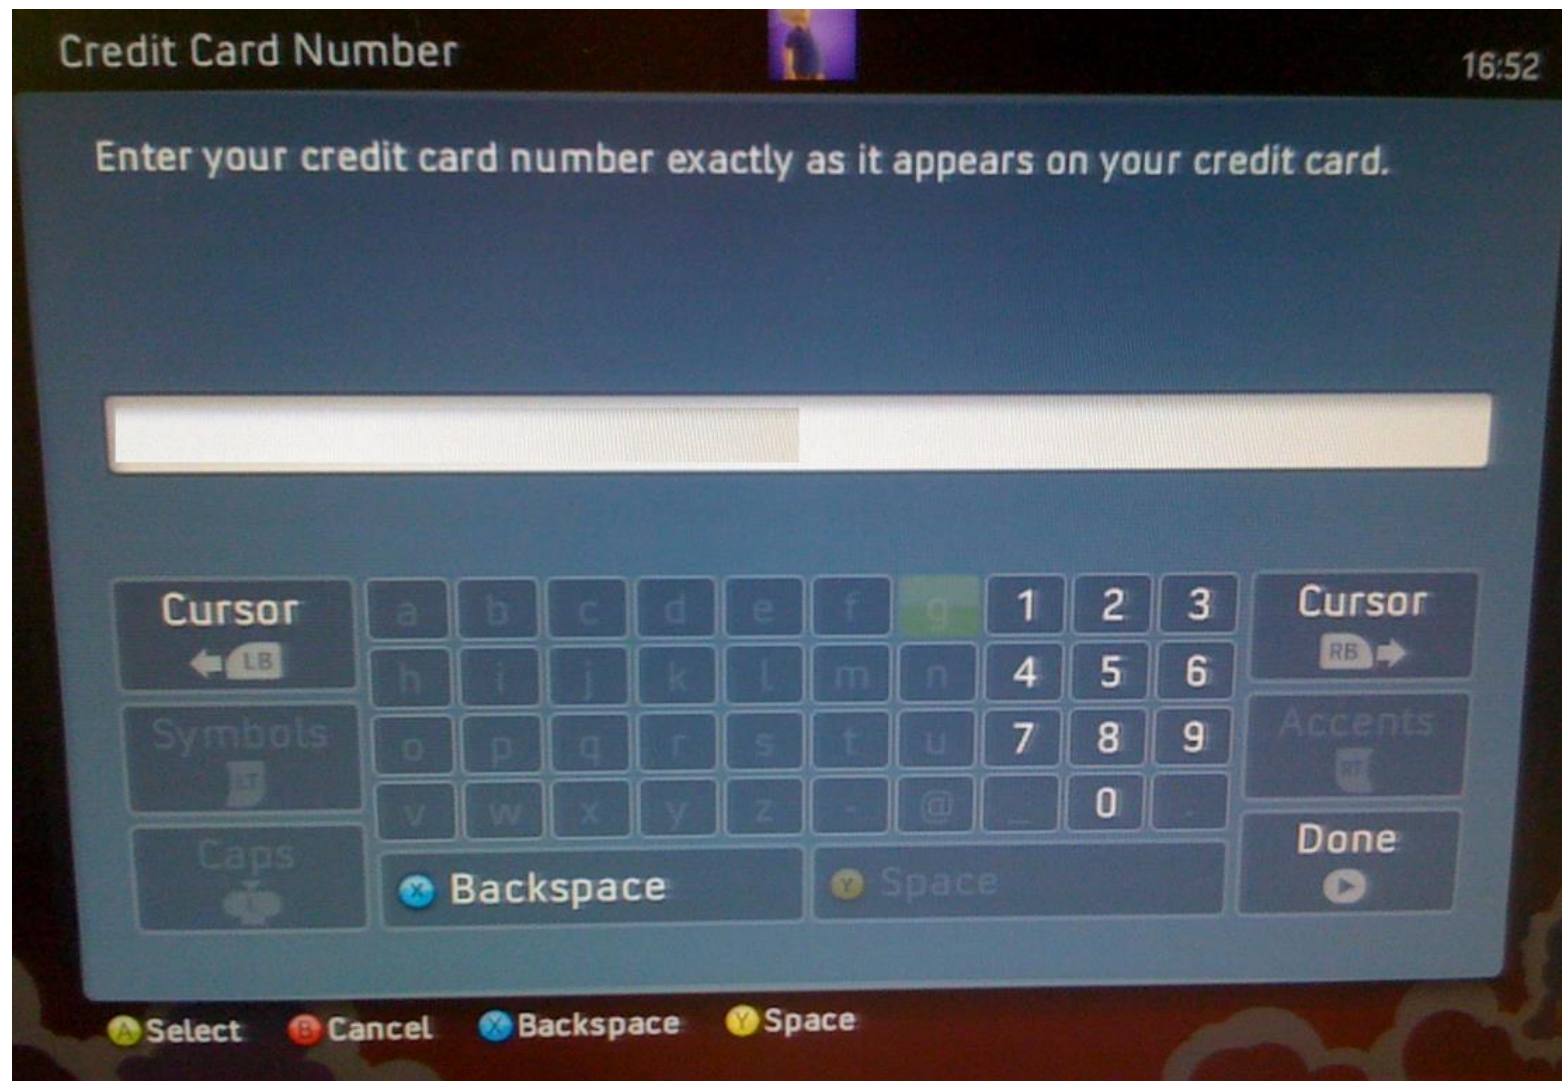 Credit Card Number
16:52
Enter your credit card number exactly as it appears on your credit card.
Cursor a b c d e f g 1 2 3 Cursor
LB h i j k l m n 4 5 6 RB
Symbols o p q r s t u 7 8 9 Accents
LT v w x y z - @ _ 0 . RT
Caps X Backspace Y Space Done
A Select B Cancel X Backspace Y Space